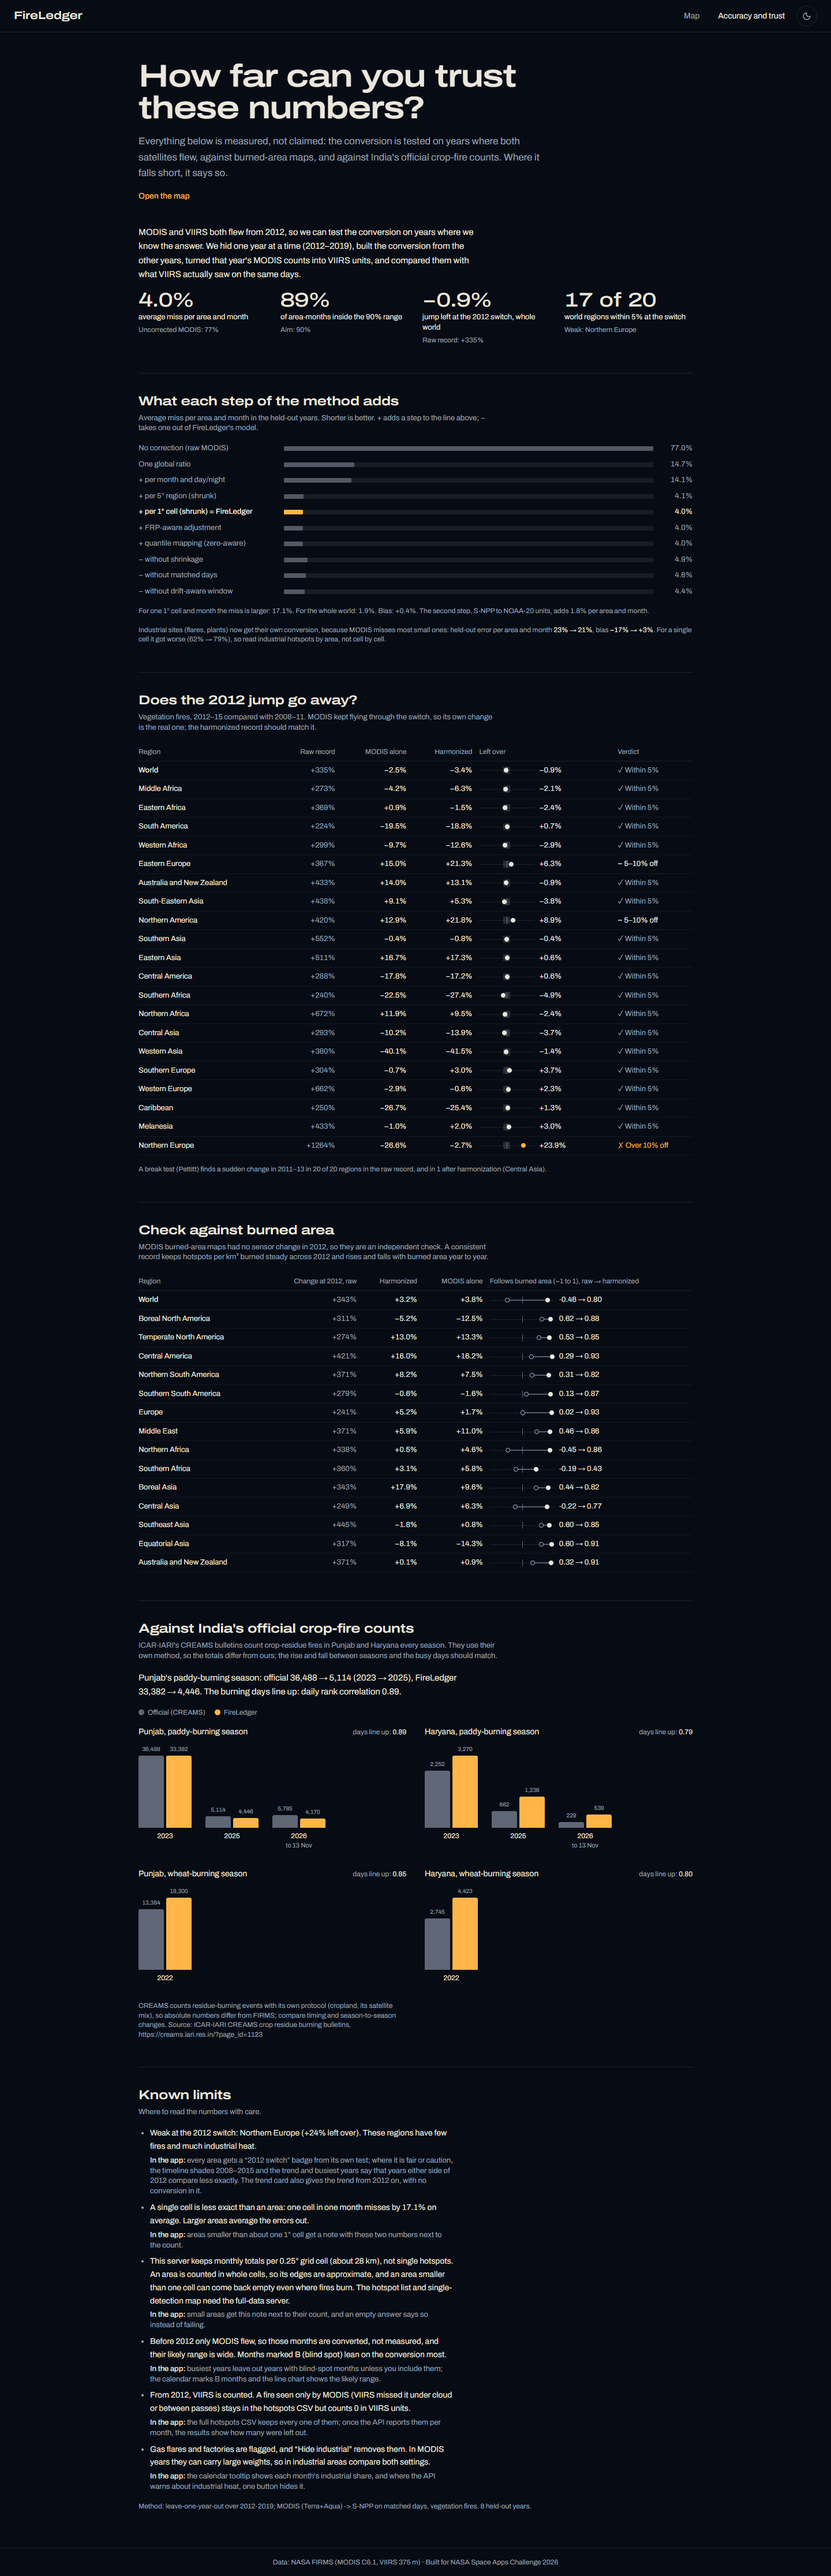 FireLedger
Map
Accuracy and trust
How far can you trust
these numbers?
Everything below is measured, not claimed: the conversion is tested on years where both
satellites flew, against burned-area maps, and against India's official crop-fire counts. Where it
falls short, it says so.
Open the map
MODIS and VIIRS both flew from 2012, so we can test the conversion on years where we
know the answer. We hid one year at a time (2012–2019), built the conversion from the
other years, turned that year's MODIS counts into VIIRS units, and compared them with
what VIIRS actually saw on the same days.
4.0%
average miss per area and month
Uncorrected MODIS: 77%
89%
of area-months inside the 90% range
Aim: 90%
−0.9%
jump left at the 2012 switch, whole
world
Raw record: +335%
17 of 20
world regions within 5% at the switch
Weak: Northern Europe
What each step of the method adds
Average miss per area and month in the held-out years. Shorter is better. + adds a step to the line above; −
takes one out of FireLedger's model.
No correction (raw MODIS) 77.0%
One global ratio 14.7%
+ per month and day/night 14.1%
+ per 5° region (shrunk) 4.1%
+ per 1° cell (shrunk) = FireLedger 4.0%
+ FRP-aware adjustment 4.0%
+ quantile mapping (zero-aware) 4.0%
− without shrinkage 4.9%
− without matched days 4.6%
− without drift-aware window 4.4%
For one 1° cell and month the miss is larger: 17.1%. For the whole world: 1.9%. Bias: +0.4%. The second step, S-NPP to NOAA-20 units, adds 1.8% per area and month.
Industrial sites (flares, plants) now get their own conversion, because MODIS misses most small ones: held-out error per area and month 23% → 21%, bias −17% → +3%. For a single
cell it got worse (62% → 79%), so read industrial hotspots by area, not cell by cell.
Does the 2012 jump go away?
Vegetation fires, 2012–15 compared with 2008–11. MODIS kept flying through the switch, so its own change
is the real one; the harmonized record should match it.
Region Raw record MODIS alone Harmonized Left over Verdict
World +335% −2.5% −3.4% −0.9% ✓ Within 5%
Middle Africa +273% −4.2% −6.3% −2.1% ✓ Within 5%
Eastern Africa +369% +0.9% −1.5% −2.4% ✓ Within 5%
South America +224% −19.5% −18.8% +0.7% ✓ Within 5%
Western Africa +299% −9.7% −12.6% −2.9% ✓ Within 5%
Eastern Europe +367% +15.0% +21.3% +6.3% ~ 5–10% off
Australia and New Zealand +433% +14.0% +13.1% −0.9% ✓ Within 5%
South-Eastern Asia +438% +9.1% +5.3% −3.8% ✓ Within 5%
Northern America +420% +12.9% +21.8% +8.9% ~ 5–10% off
Southern Asia +552% −0.4% −0.8% −0.4% ✓ Within 5%
Eastern Asia +511% +16.7% +17.3% +0.6% ✓ Within 5%
Central America +288% −17.8% −17.2% +0.6% ✓ Within 5%
Southern Africa +240% −22.5% −27.4% −4.9% ✓ Within 5%
Northern Africa +672% +11.9% +9.5% −2.4% ✓ Within 5%
Central Asia +293% −10.2% −13.9% −3.7% ✓ Within 5%
Western Asia +380% −40.1% −41.5% −1.4% ✓ Within 5%
Southern Europe +304% −0.7% +3.0% +3.7% ✓ Within 5%
Western Europe +662% −2.9% −0.6% +2.3% ✓ Within 5%
Caribbean +250% −26.7% −25.4% +1.3% ✓ Within 5%
Melanesia +433% −1.0% +2.0% +3.0% ✓ Within 5%
Northern Europe +1264% −26.6% −2.7% +23.9% ✗ Over 10% off
A break test (Pettitt) finds a sudden change in 2011–13 in 20 of 20 regions in the raw record, and in 1 after harmonization (Central Asia).
Check against burned area
MODIS burned-area maps had no sensor change in 2012, so they are an independent check. A consistent
record keeps hotspots per km² burned steady across 2012 and rises and falls with burned area year to year.
Region Change at 2012, raw Harmonized MODIS alone Follows burned area (−1 to 1), raw → harmonized
World +343% +3.2% +3.8% -0.46 → 0.80
Boreal North America +311% −5.2% −12.5% 0.62 → 0.88
Temperate North America +274% +13.0% +13.3% 0.53 → 0.85
Central America +421% +16.0% +16.2% 0.29 → 0.93
Northern South America +371% +8.2% +7.5% 0.31 → 0.82
Southern South America +279% −0.6% −1.6% 0.13 → 0.87
Europe +241% +5.2% +1.7% 0.02 → 0.93
Middle East +371% +5.9% +11.0% 0.46 → 0.86
Northern Africa +338% +0.5% +4.6% -0.45 → 0.86
Southern Africa +360% +3.1% +5.8% -0.19 → 0.43
Boreal Asia +343% +17.9% +9.6% 0.44 → 0.82
Central Asia +249% +6.9% +6.3% -0.22 → 0.77
Southeast Asia +445% −1.8% +0.8% 0.60 → 0.85
Equatorial Asia +317% −8.1% −14.3% 0.60 → 0.91
Australia and New Zealand +371% +0.1% +0.9% 0.32 → 0.91
Against India's official crop-fire counts
ICAR-IARI's CREAMS bulletins count crop-residue fires in Punjab and Haryana every season. They use their
own method, so the totals differ from ours; the rise and fall between seasons and the busy days should match.
Punjab's paddy-burning season: official 36,488 → 5,114 (2023 → 2025), FireLedger
33,382 → 4,446. The burning days line up: daily rank correlation 0.89.
Official (CREAMS) FireLedger
Punjab, paddy-burning season days line up: 0.89
36,488 33,382
5,114 4,446
5,785 4,170
2023 2025 2026
to 13 Nov
Haryana, paddy-burning season days line up: 0.79
2,252 3,270
662 1,238
229 539
2023 2025 2026
to 13 Nov
Punjab, wheat-burning season days line up: 0.85
13,384 18,300
2022
Haryana, wheat-burning season days line up: 0.80
2,745 4,423
2022
CREAMS counts residue-burning events with its own protocol (cropland, its satellite
mix), so absolute numbers differ from FIRMS; compare timing and season-to-season
changes. Source: ICAR-IARI CREAMS crop residue burning bulletins,
https://creams.iari.res.in/?page_id=1123
Known limits
Where to read the numbers with care.
• Weak at the 2012 switch: Northern Europe (+24% left over). These regions have few
fires and much industrial heat.
In the app: every area gets a "2012 switch" badge from its own test; where it is fair or caution,
the timeline shades 2008–2015 and the trend and busiest years say that years either side of
2012 compare less exactly. The trend card also gives the trend from 2012 on, with no
conversion in it.
• A single cell is less exact than an area: one cell in one month misses by 17.1% on
average. Larger areas average the errors out.
In the app: areas smaller than about one 1° cell get a note with these two numbers next to
the count.
• This server keeps monthly totals per 0.25° grid cell (about 28 km), not single hotspots.
An area is counted in whole cells, so its edges are approximate, and an area smaller
than one cell can come back empty even where fires burn. The hotspot list and single-
detection map need the full-data server.
In the app: small areas get this note next to their count, and an empty answer says so
instead of failing.
• Before 2012 only MODIS flew, so those months are converted, not measured, and
their likely range is wide. Months marked B (blind spot) lean on the conversion most.
In the app: busiest years leave out years with blind-spot months unless you include them;
the calendar marks B months and the line chart shows the likely range.
• From 2012, VIIRS is counted. A fire seen only by MODIS (VIIRS missed it under cloud
or between passes) stays in the hotspots CSV but counts 0 in VIIRS units.
In the app: the full hotspots CSV keeps every one of them; once the API reports them per
month, the results show how many were left out.
• Gas flares and factories are flagged, and "Hide industrial" removes them. In MODIS
years they can carry large weights, so in industrial areas compare both settings.
In the app: the calendar tooltip shows each month's industrial share, and where the API
warns about industrial heat, one button hides it.
Method: leave-one-year-out over 2012-2019; MODIS (Terra+Aqua) -> S-NPP on matched days, vegetation fires. 8 held-out years.
Data: NASA FIRMS (MODIS C6.1, VIIRS 375 m) · Built for NASA Space Apps Challenge 2026